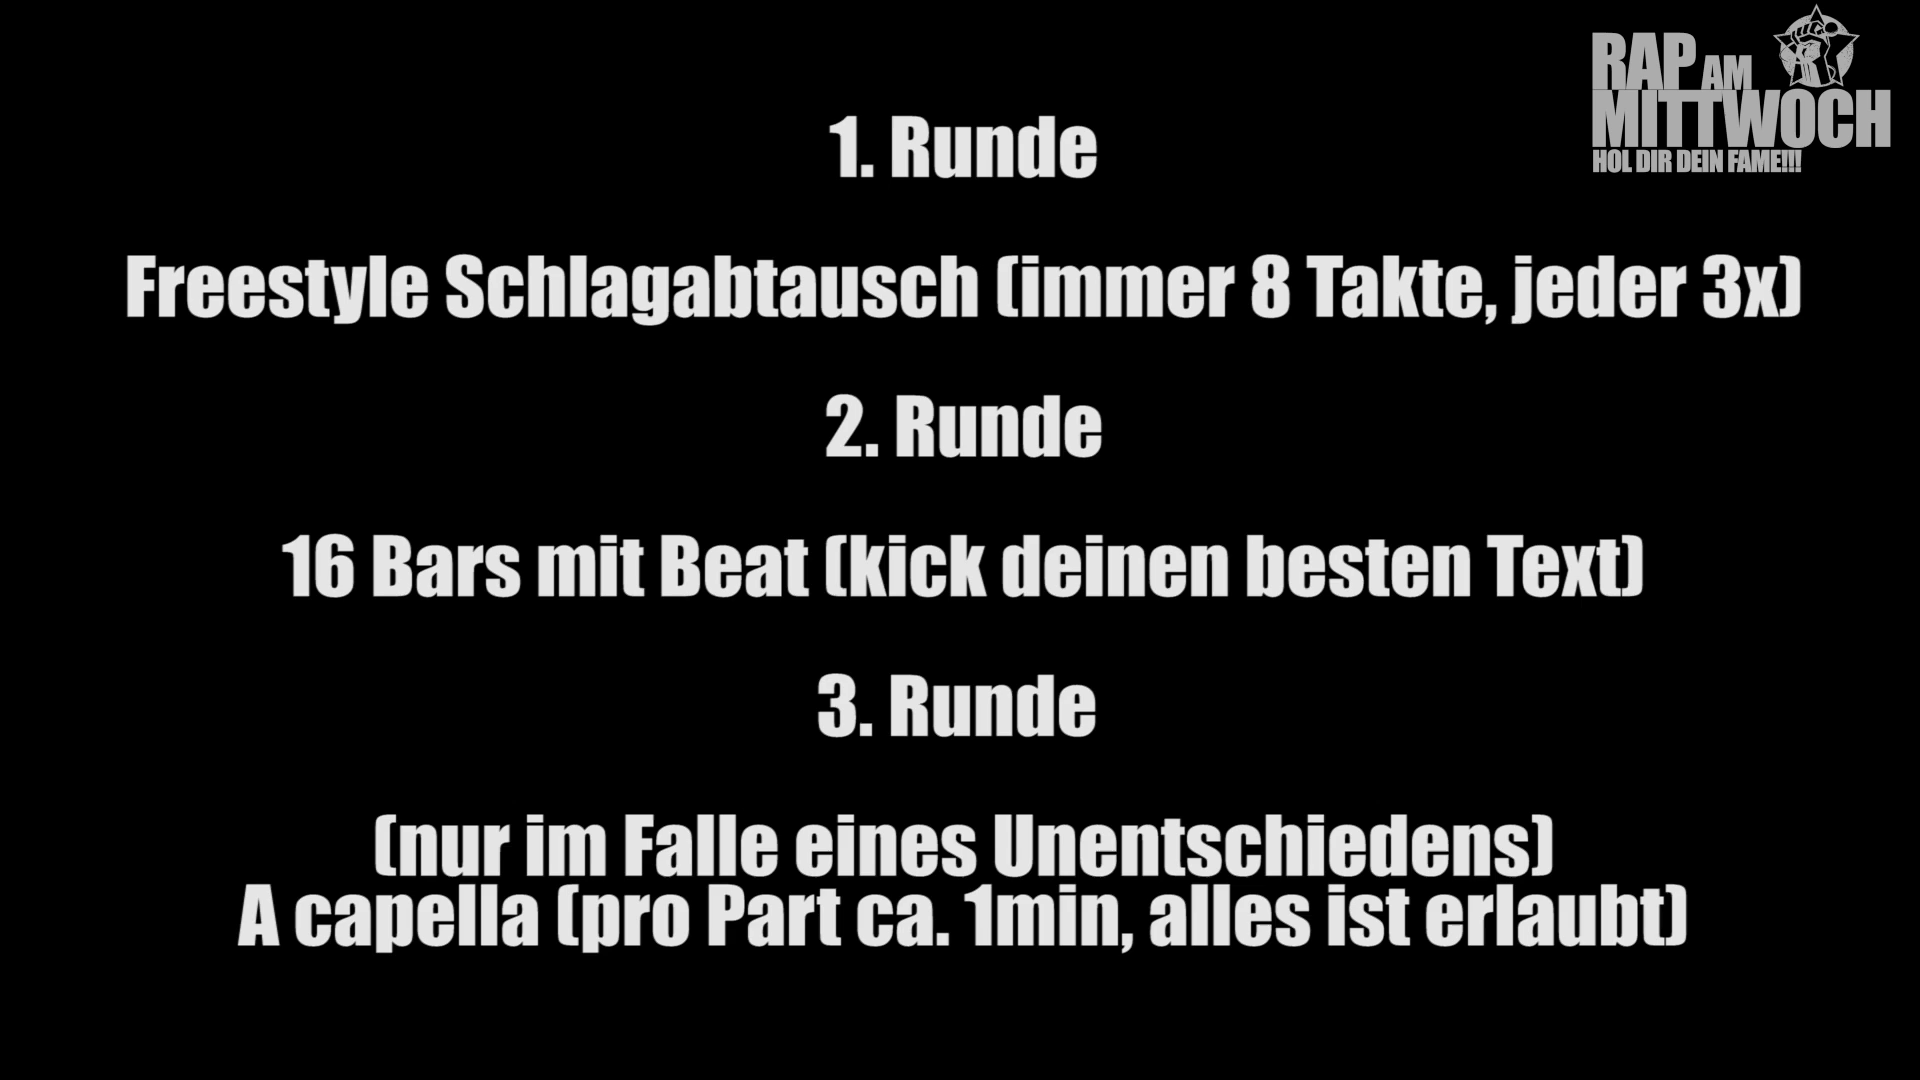 RAP AM
MITTWOCH
HOL DIR DEIN FAME!!!
1. Runde
Freestyle Schlagabtausch (immer 8 Takte, jeder 3x)
2. Runde
16 Bars mit Beat (kick deinen besten Text)
3. Runde
(nur im Falle eines Unentschiedens)
A capella (pro Part ca. 1min, alles ist erlaubt)